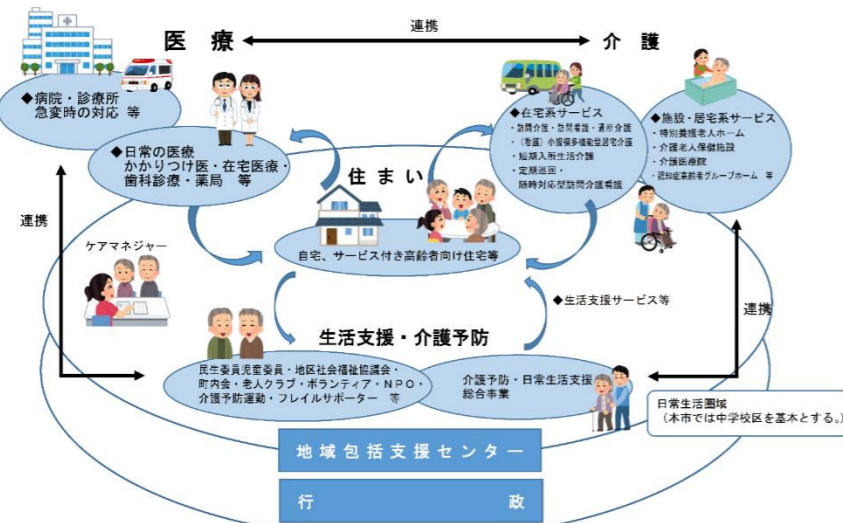 医療
連携
介護
◆病院・診療所
急変時の対応 等
◆日常の医療
かかりつけ医・在宅医療・
歯科診療・薬局 等
◆在宅系サービス
・訪問介護・訪問看護・通所介護
・(看護)小規模多機能型居宅介護
・短期入所生活介護
・定期巡回・
随時対応型訪問介護看護
◆施設・居宅系サービス
・特別養護老人ホーム
・介護老人保健施設
・介護医療院
・認知症高齢者グループホーム 等
住まい
自宅、サービス付き高齢者向け住宅等
連携
ケアマネジャー
◆生活支援サービス等
連携
生活支援・介護予防
民生委員児童委員・地区社会福祉協議会・
町内会・老人クラブ・ボランティア・NPO・
介護予防運動・フレイルサポーター 等
介護予防・日常生活支援
総合事業
日常生活圏域
(本市では中学校区を基本とする。)
地域包括支援センター
行政